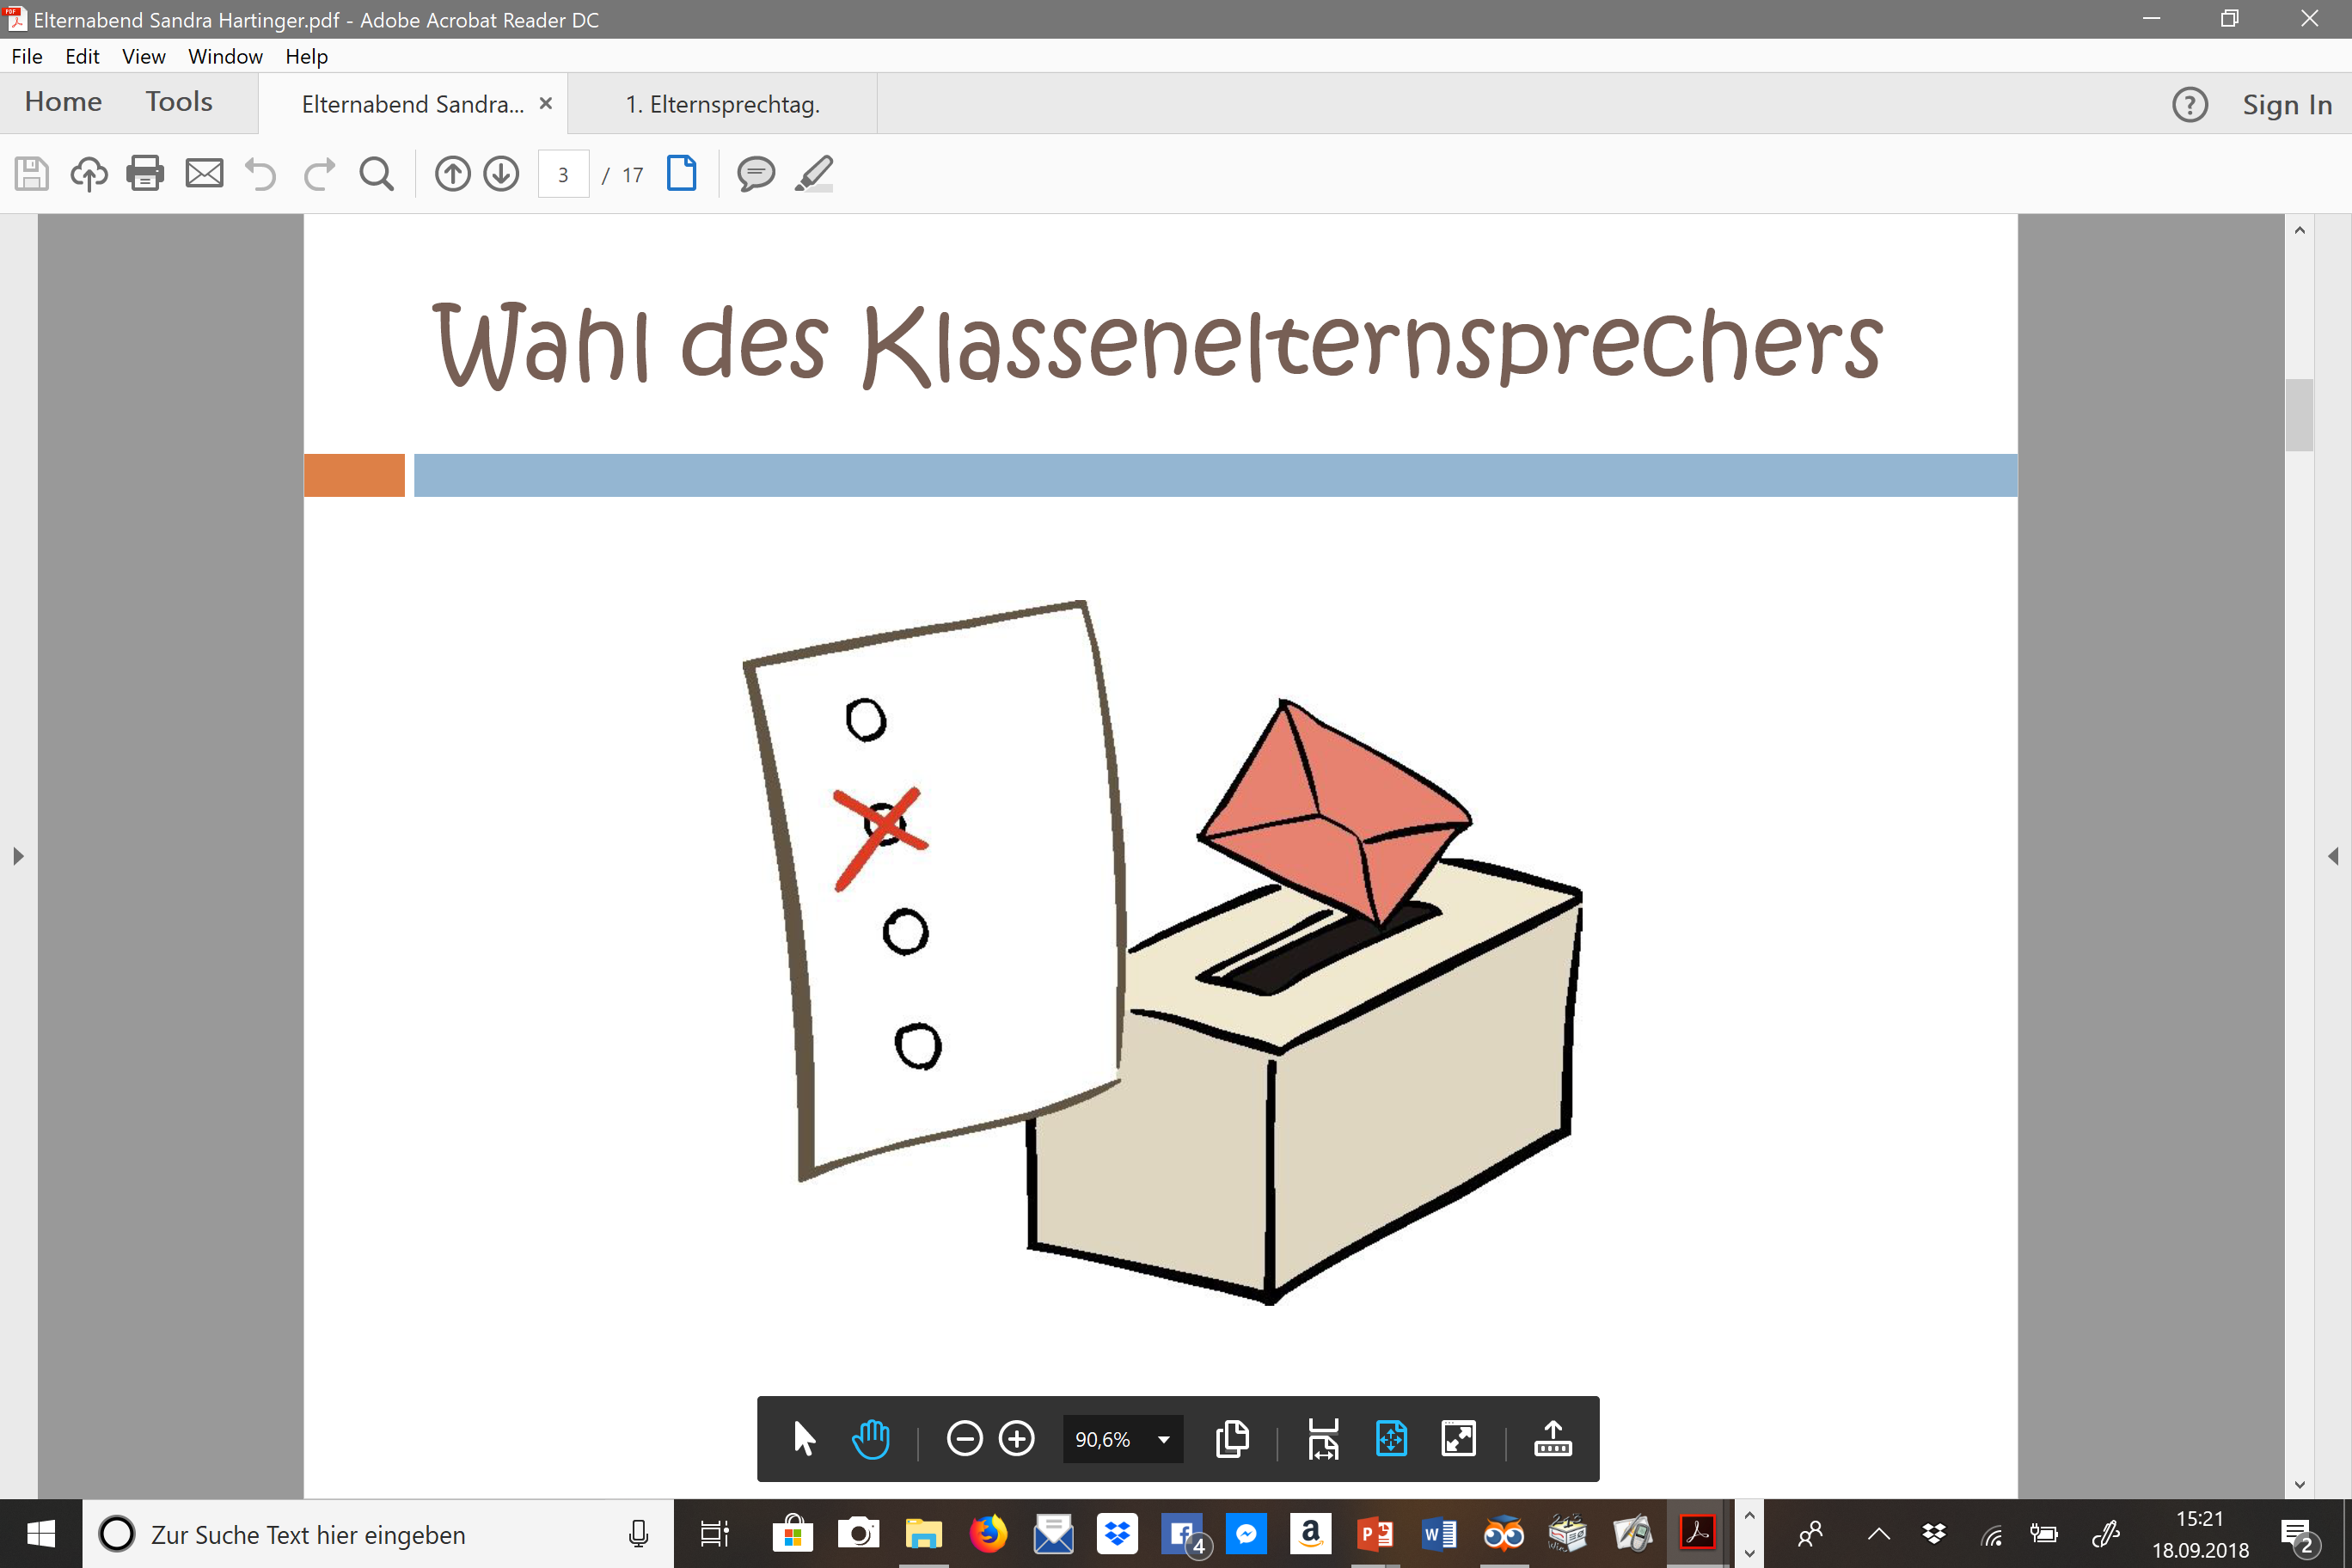 Elternabend Sandra Hartinger.pdf - Adobe Acrobat Reader DC
File Edit View Window Help
Home Tools Elternabend Sandra... × 1. Elternsprechtag. ? Sign In
3 / 17
Wahl des Klassenelternsprechers
90,6%
Zur Suche Text hier eingeben
4
15:21
18.09.2018
2